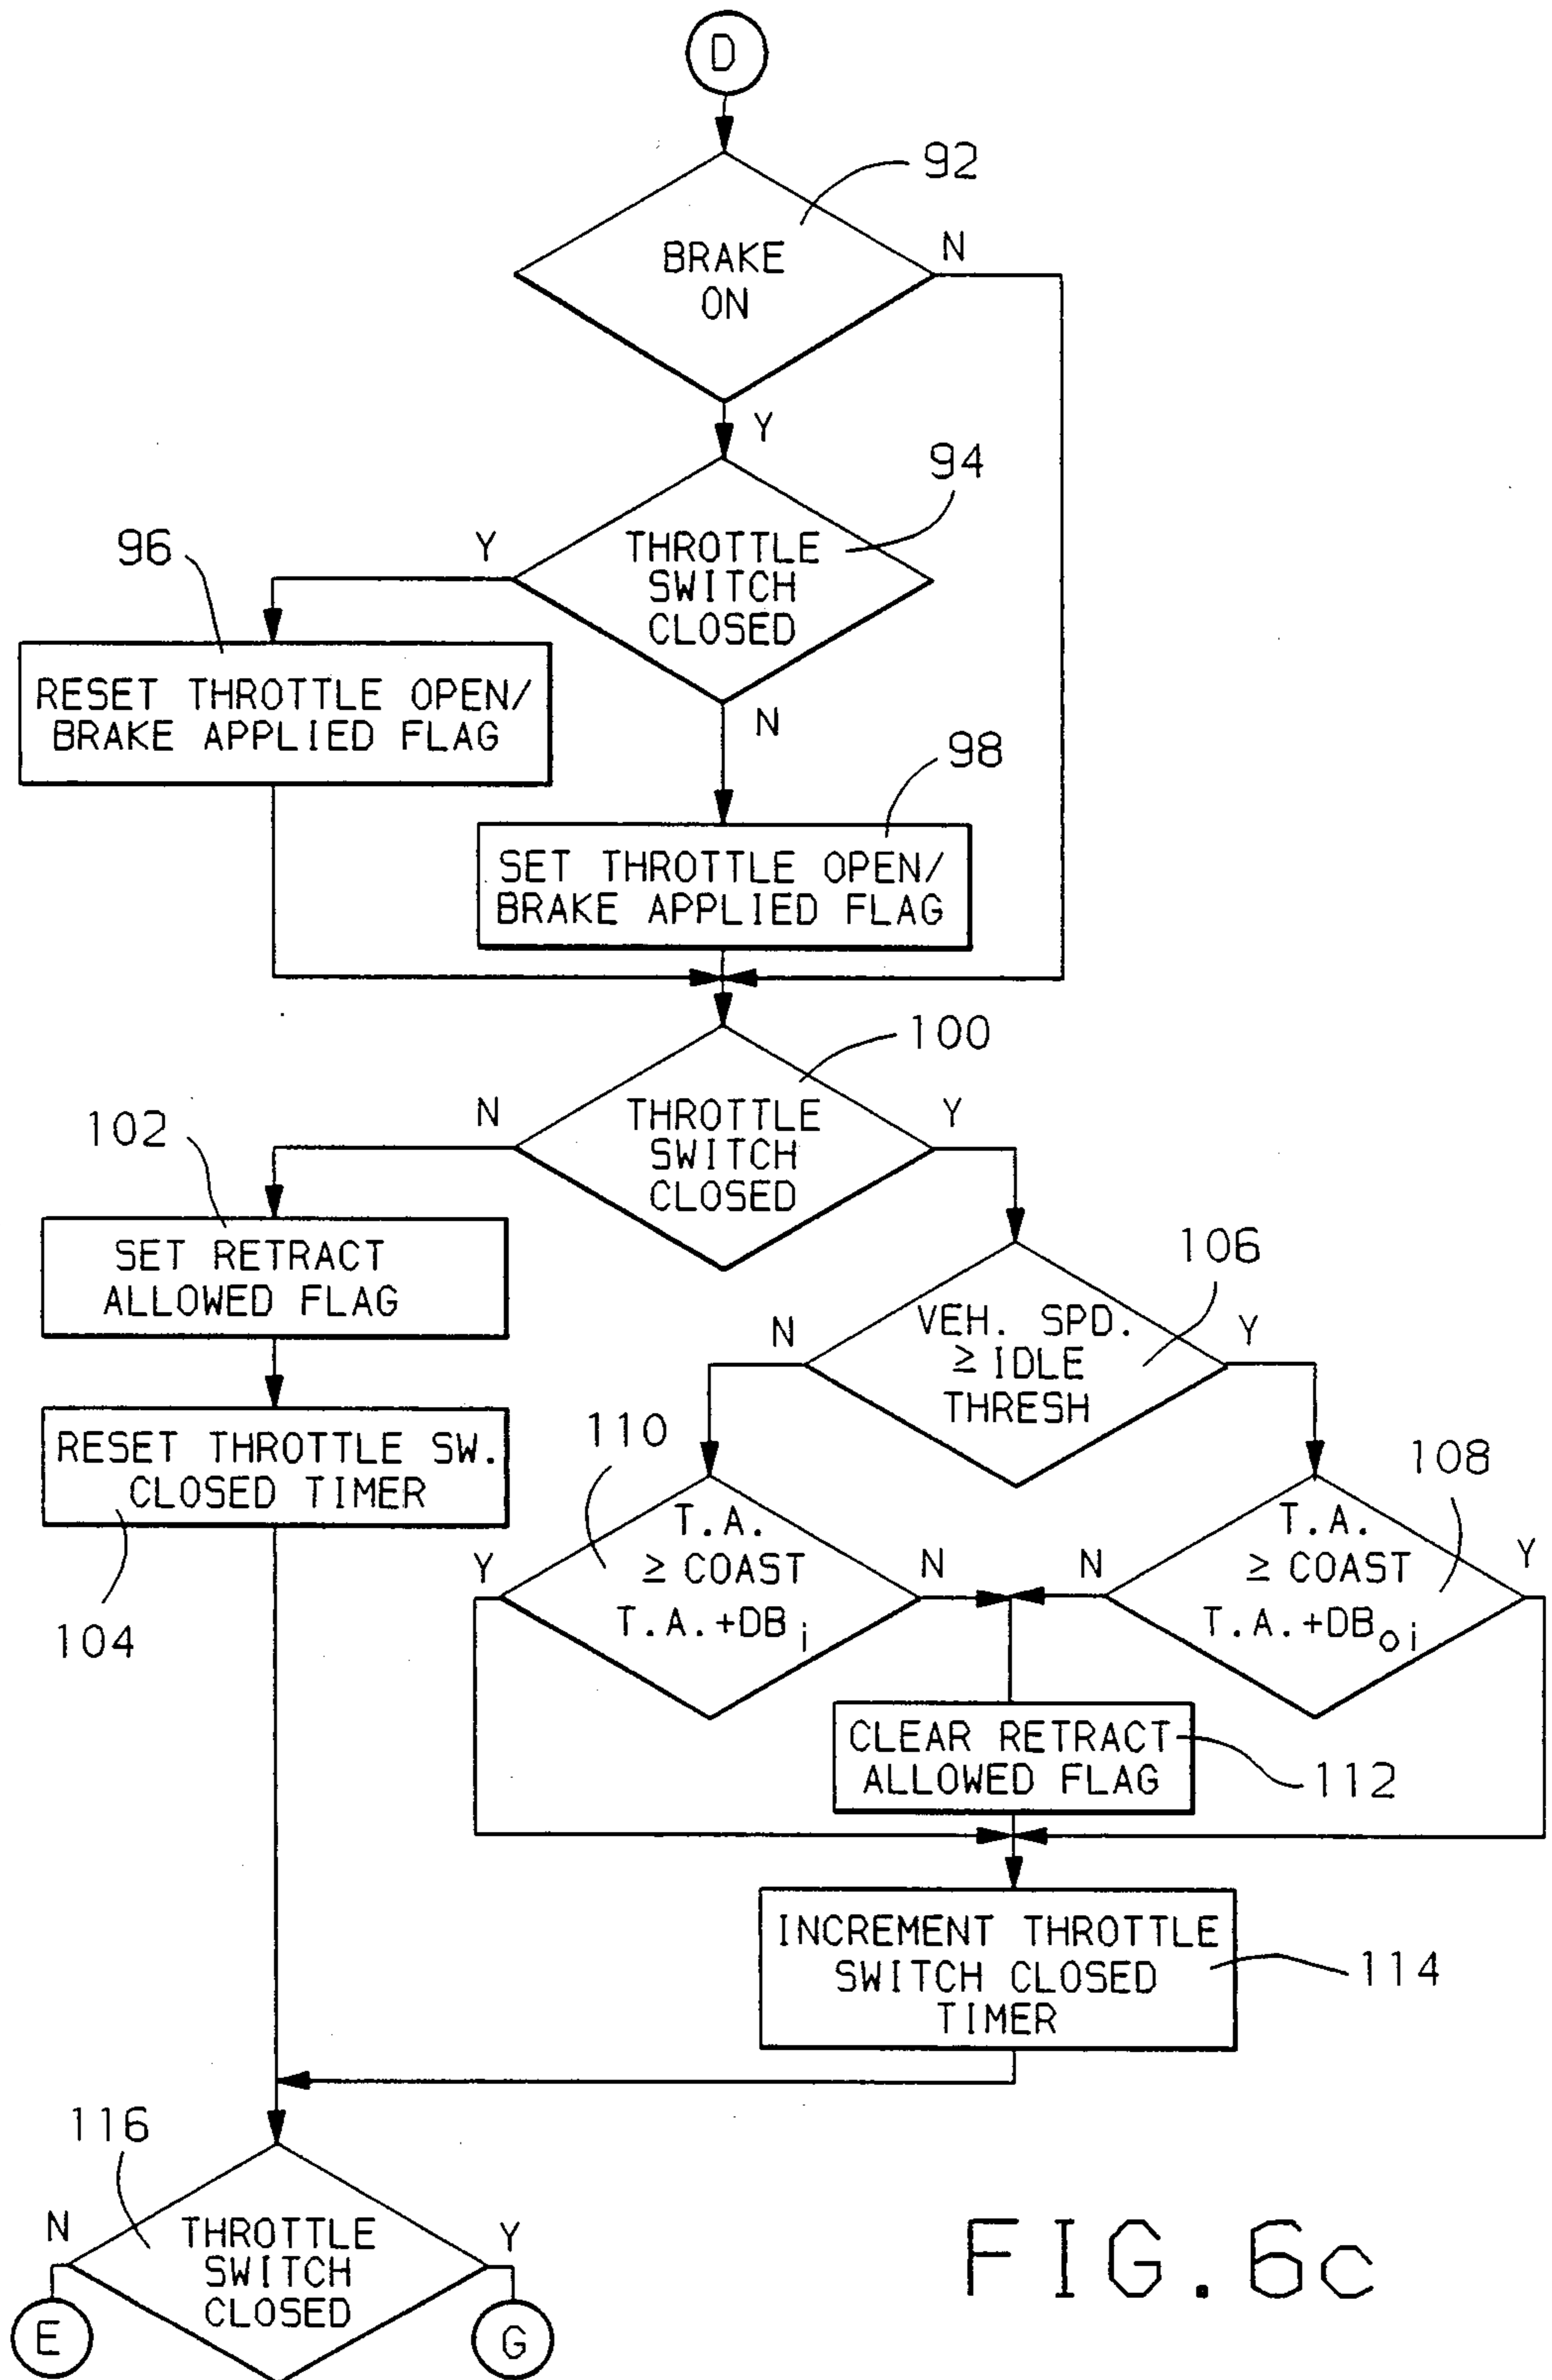 D
92
BRAKE
ON
N
Y
94
96
Y
THROTTLE
SWITCH
CLOSED
RESET THROTTLE OPEN/
BRAKE APPLIED FLAG
N
98
SET THROTTLE OPEN/
BRAKE APPLIED FLAG
100
102
N
THROTTLE
SWITCH
CLOSED
Y
SET RETRACT
ALLOWED FLAG
106
N
VEH. SPD.
≥ IDLE
THRESH
Y
RESET THROTTLE SW.
CLOSED TIMER
104
110
108
Y
T.A.
≥ COAST
T.A.+DBi
N
N
T.A.
≥ COAST
T.A.+DBoi
Y
CLEAR RETRACT
ALLOWED FLAG
112
INCREMENT THROTTLE
SWITCH CLOSED
TIMER
114
116
N
THROTTLE
SWITCH
CLOSED
Y
E
G
FIG.6c